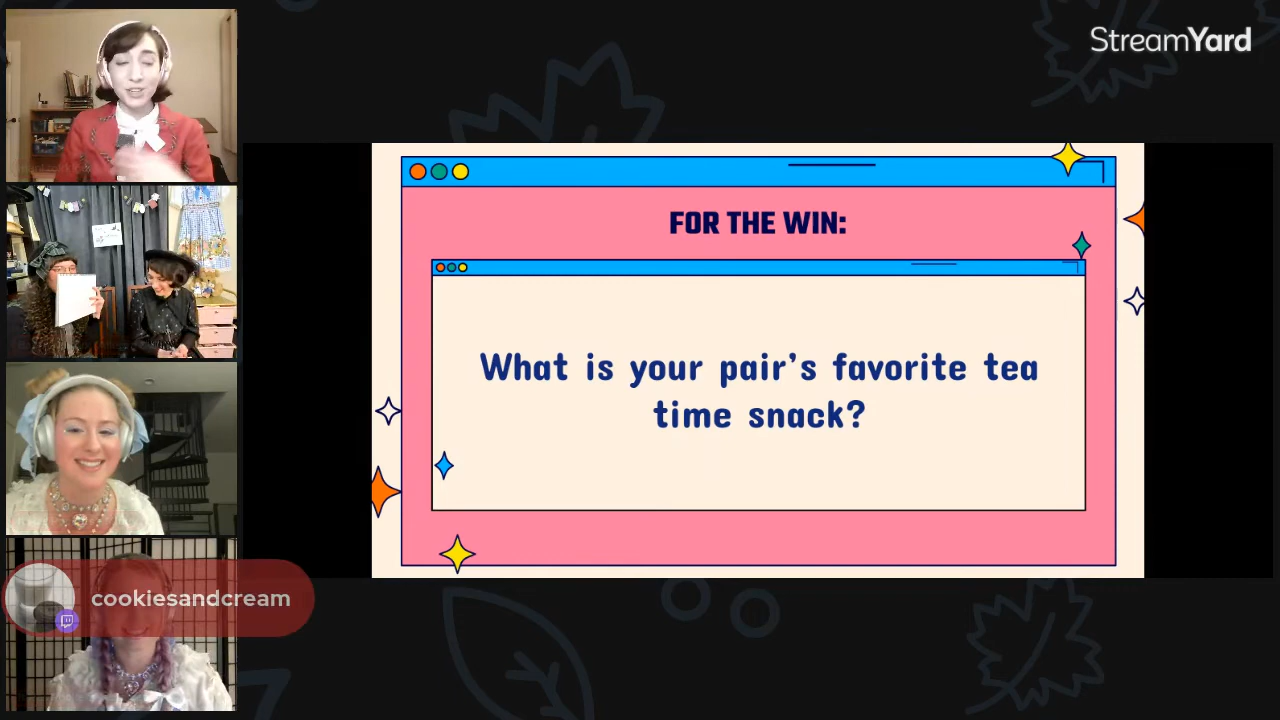 StreamYard
FOR THE WIN:
What is your pair's favorite tea
time snack?
cookiesandcream